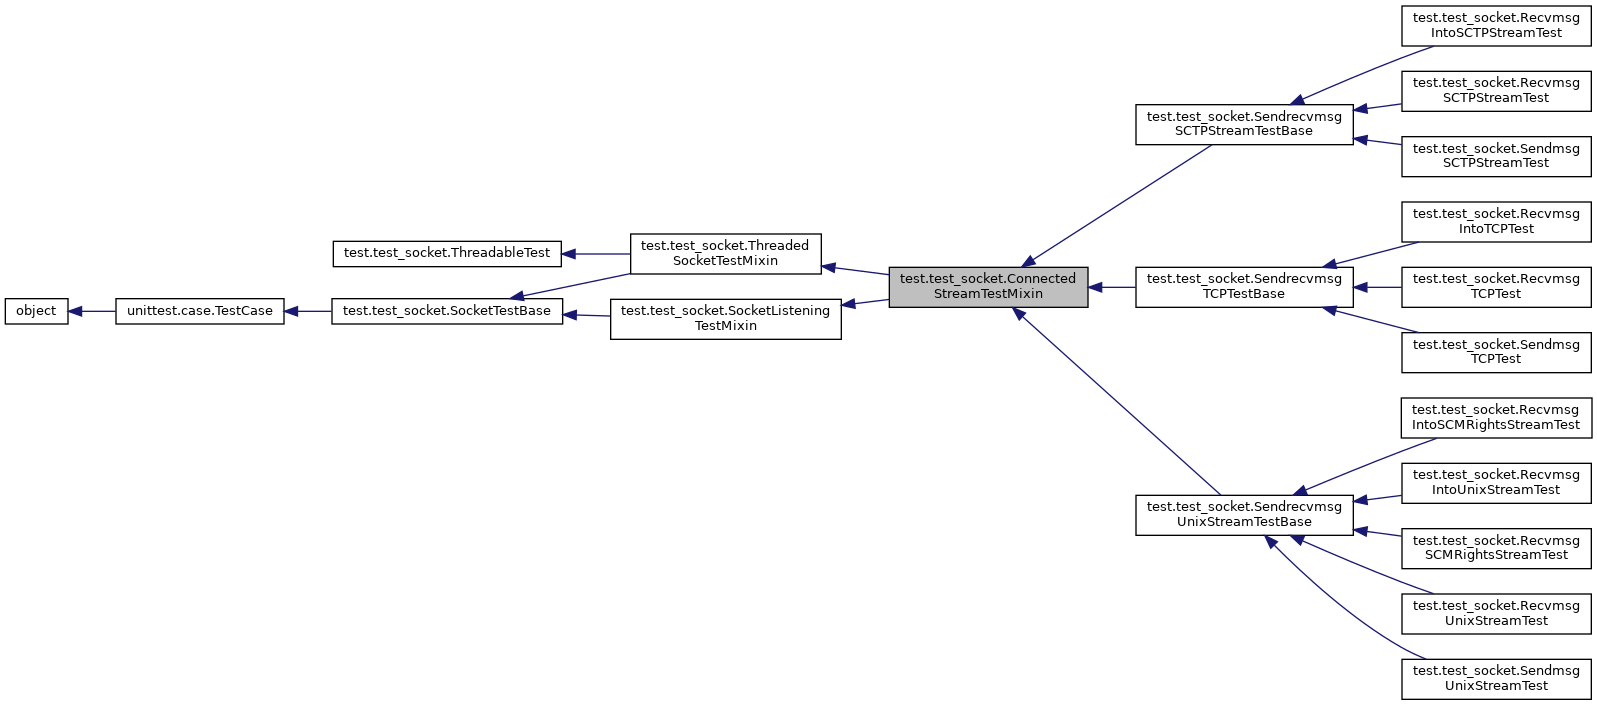 object
unittest.case.TestCase
test.test_socket.ThreadableTest
test.test_socket.SocketTestBase
test.test_socket.Threaded
SocketTestMixin
test.test_socket.SocketListening
TestMixin
test.test_socket.Connected
StreamTestMixin
test.test_socket.Sendrecvmsg
SCTPStreamTestBase
test.test_socket.Sendrecvmsg
TCPTestBase
test.test_socket.Sendrecvmsg
UnixStreamTestBase
test.test_socket.Recvmsg
IntoSCTPStreamTest
test.test_socket.Recvmsg
SCTPStreamTest
test.test_socket.Sendmsg
SCTPStreamTest
test.test_socket.Recvmsg
IntoTCPTest
test.test_socket.Recvmsg
TCPTest
test.test_socket.Sendmsg
TCPTest
test.test_socket.Recvmsg
IntoSCMRightsStreamTest
test.test_socket.Recvmsg
IntoUnixStreamTest
test.test_socket.Recvmsg
SCMRightsStreamTest
test.test_socket.Recvmsg
UnixStreamTest
test.test_socket.Sendmsg
UnixStreamTest